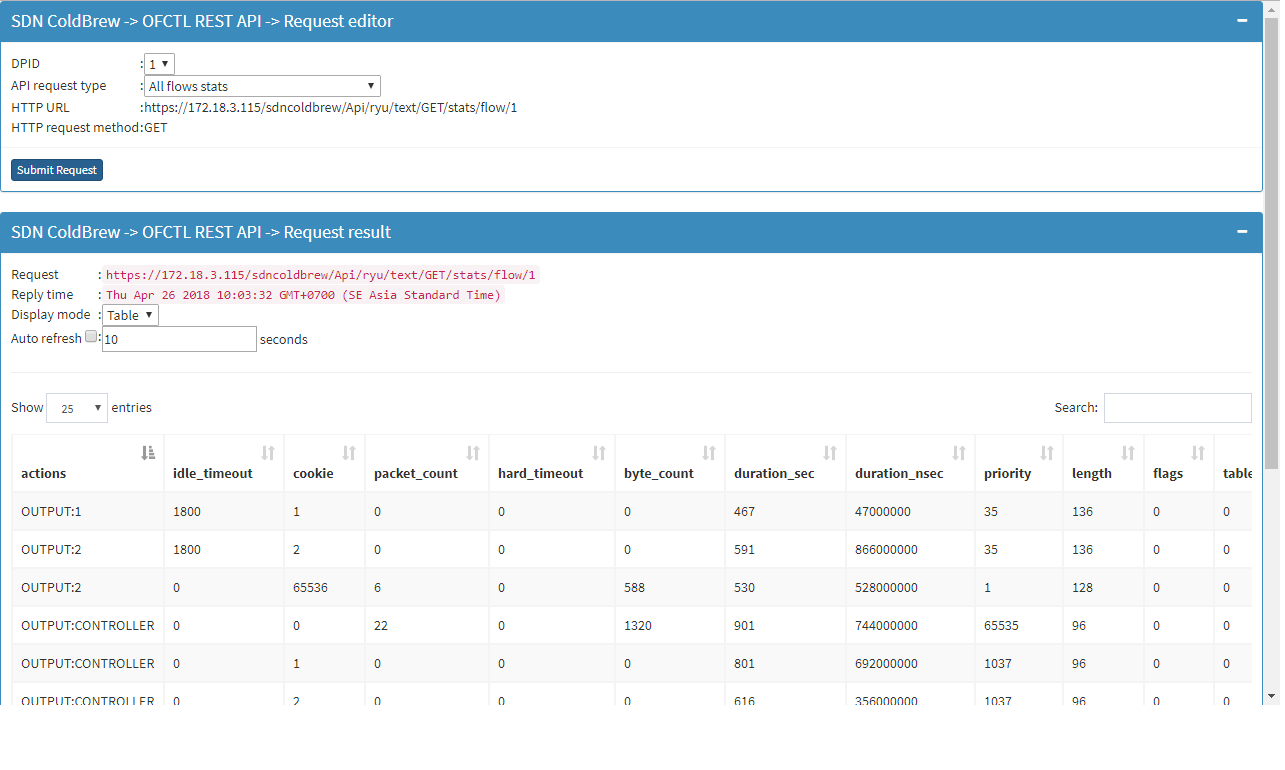 SDN ColdBrew -> OFCTL REST API -> Request editor
DPID : 1
API request type : All flows stats
HTTP URL :https://172.18.3.115/sdncoldbrew/Api/ryu/text/GET/stats/flow/1
HTTP request method:GET
Submit Request
SDN ColdBrew -> OFCTL REST API -> Request result
Request : https://172.18.3.115/sdncoldbrew/Api/ryu/text/GET/stats/flow/1
Reply time : Thu Apr 26 2018 10:03:32 GMT+0700 (SE Asia Standard Time)
Display mode : Table
Auto refresh : 10 seconds
Show 25 entries Search:
actions idle_timeout cookie packet_count hard_timeout byte_count duration_sec duration_nsec priority length flags table
OUTPUT:1 1800 1 0 0 0 467 47000000 35 136 0 0
OUTPUT:2 1800 2 0 0 0 591 866000000 35 136 0 0
OUTPUT:2 0 65536 6 0 588 530 528000000 1 128 0 0
OUTPUT:CONTROLLER 0 0 22 0 1320 901 744000000 65535 96 0 0
OUTPUT:CONTROLLER 0 1 0 0 0 801 692000000 1037 96 0 0
OUTPUT:CONTROLLER 0 2 0 0 0 616 356000000 1037 96 0 0